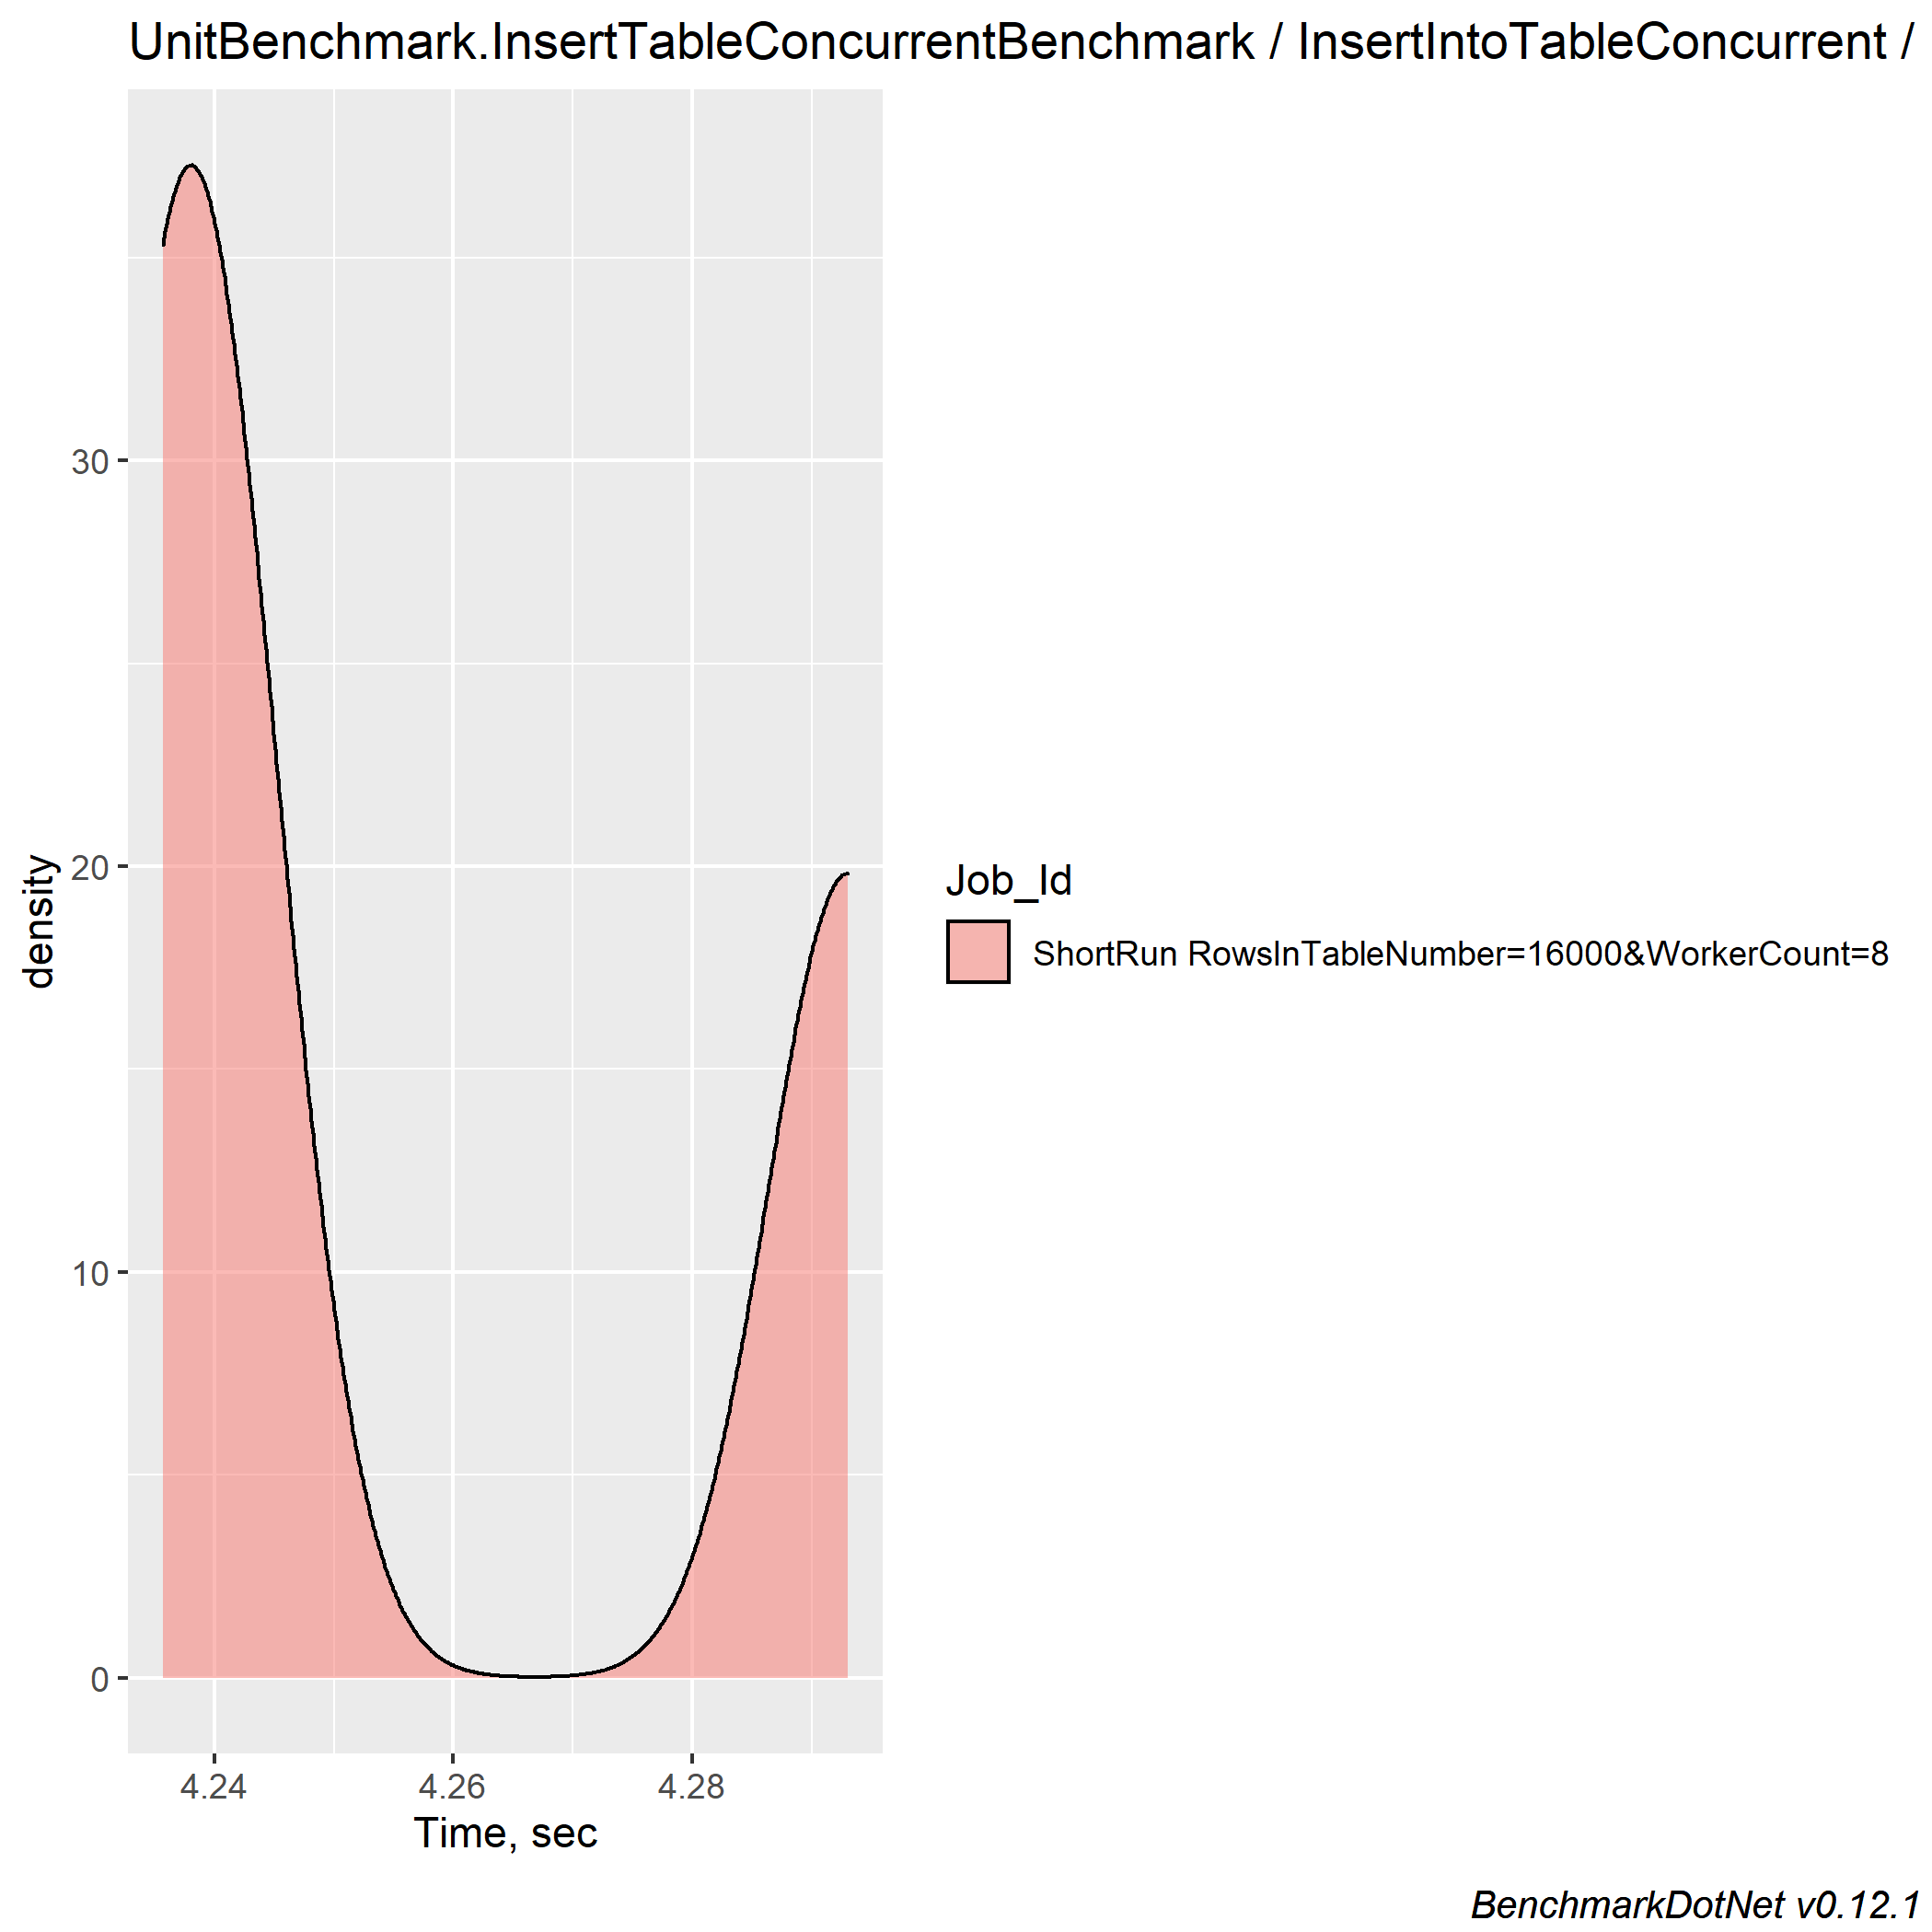 UnitBenchmark.InsertTableConcurrentBenchmark / InsertIntoTableConcurrent /
30
20
10
0
density
4.24 4.26 4.28
Time, sec
Job_Id
ShortRun RowsInTableNumber=16000&WorkerCount=8
BenchmarkDotNet v0.12.1